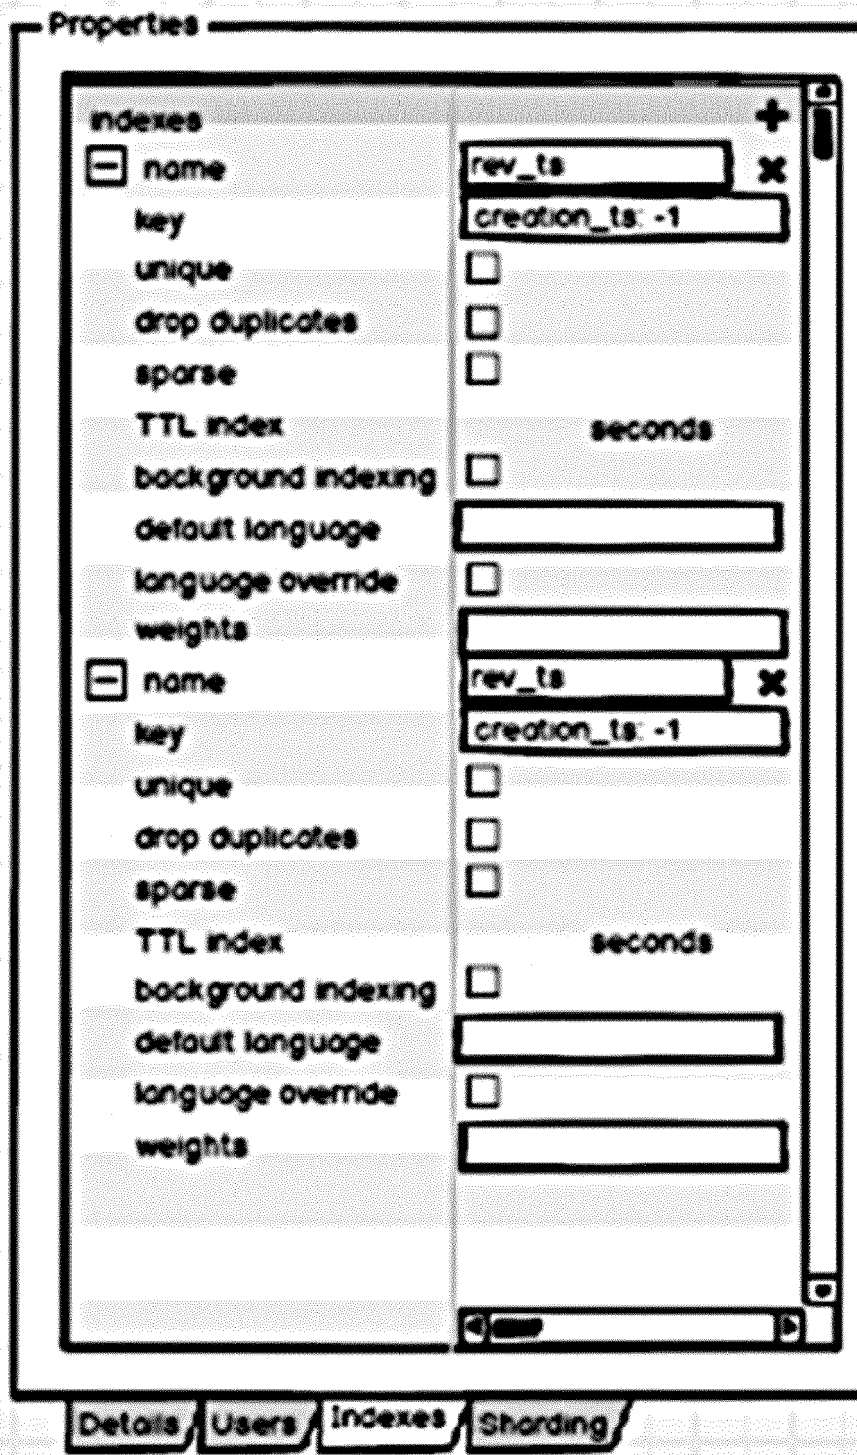 Properties
indexes
name rev_ts
key creation_ts: -1
unique
drop duplicates
sparse
TTL index seconds
background indexing
default language
language override
weights
name rev_ts
key creation_ts: -1
unique
drop duplicates
sparse
TTL index seconds
background indexing
default language
language override
weights
Details Users Indexes Sharding